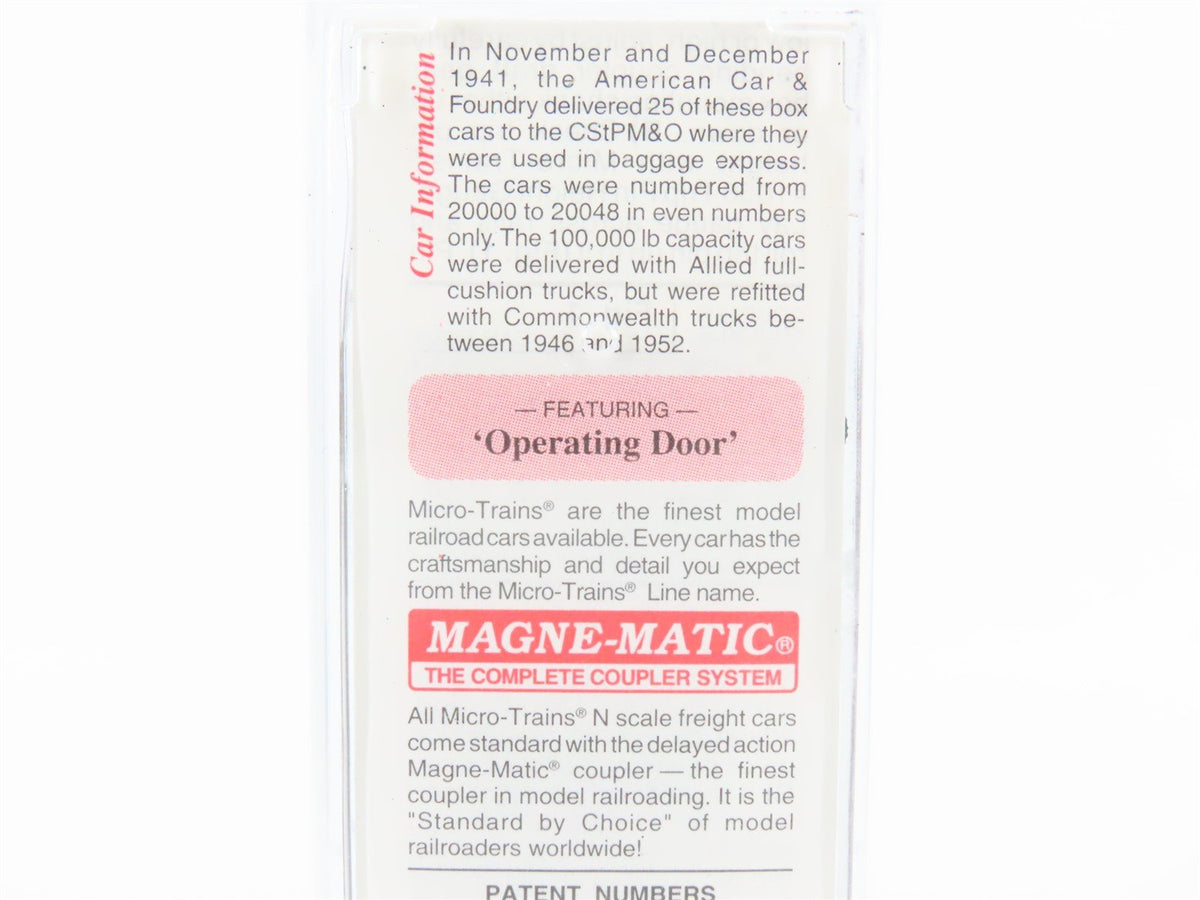 Car Information
In November and December
1941, the American Car &
Foundry delivered 25 of these box
cars to the CStPM&O where they
were used in baggage express.
The cars were numbered from
20000 to 20048 in even numbers
only. The 100,000 lb capacity cars
were delivered with Allied full-
cushion trucks, but were refitted
with Commonwealth trucks be-
tween 1946 and 1952.
— FEATURING —
‘Operating Door’
Micro-Trains® are the finest model
railroad cars available. Every car has the
craftsmanship and detail you expect
from the Micro-Trains® Line name.
MAGNE-MATIC®
THE COMPLETE COUPLER SYSTEM
All Micro-Trains® N scale freight cars
come standard with the delayed action
Magne-Matic® coupler — the finest
coupler in model railroading. It is the
"Standard by Choice" of model
railroaders worldwide!
PATENT NUMBERS